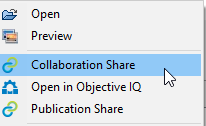 Open
Preview
Collaboration Share
Open in Objective IQ
Publication Share